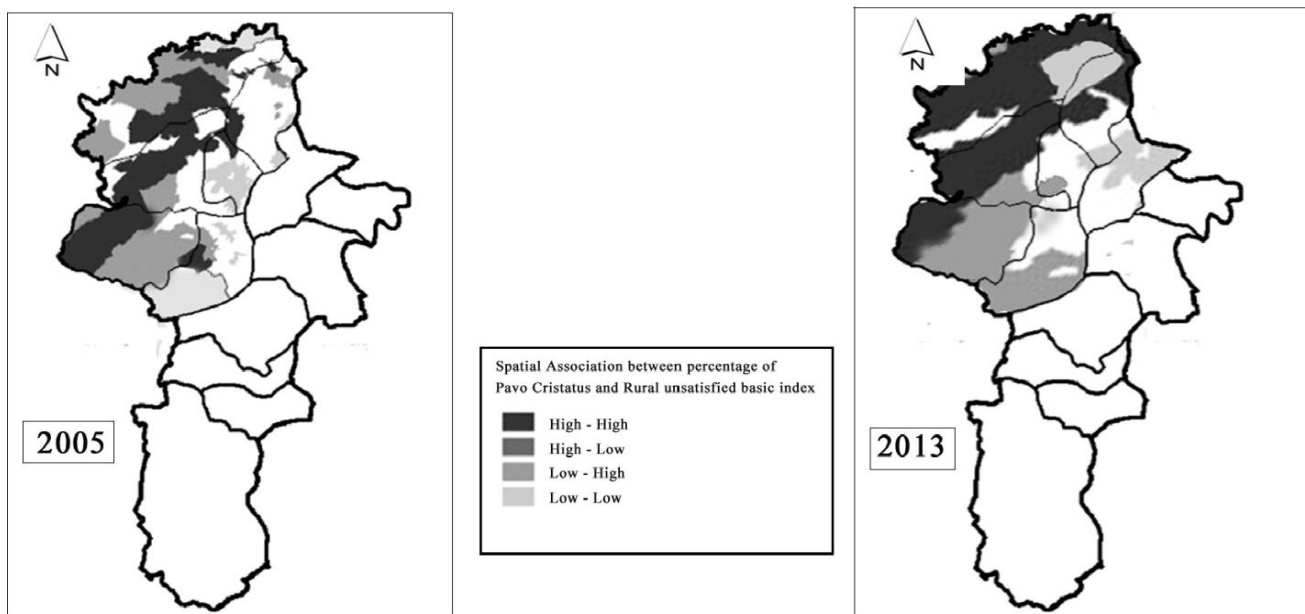 N
2005
Spatial Association between percentage of
Pavo Cristatus and Rural unsatisfied basic index
High - High
High - Low
Low - High
Low - Low
N
2013